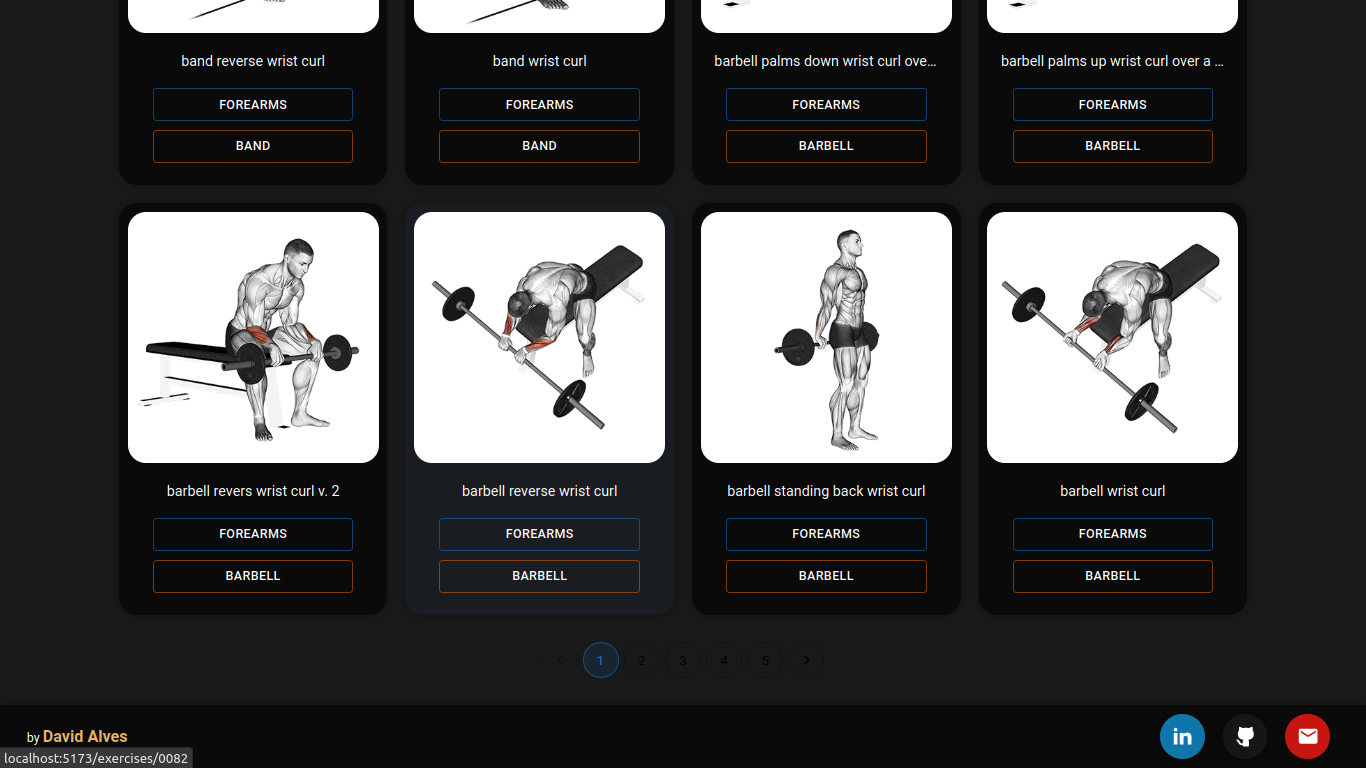 band reverse wrist curl
band wrist curl
barbell palms down wrist curl ove...
barbell palms up wrist curl over a ...
FOREARMS
FOREARMS
FOREARMS
FOREARMS
BAND
BAND
BARBELL
BARBELL
barbell revers wrist curl v. 2
barbell reverse wrist curl
barbell standing back wrist curl
barbell wrist curl
FOREARMS
FOREARMS
FOREARMS
FOREARMS
BARBELL
BARBELL
BARBELL
BARBELL
1 2 3 4 5
by David Alves
in
localhost:5173/exercises/0082